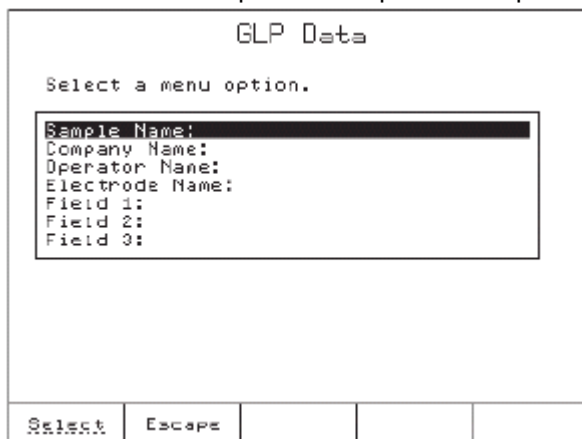 GLP Data
Select a menu option.
Sample Name:
Company Name:
Operator Name:
Electrode Name:
Field 1:
Field 2:
Field 3:
Select Escape